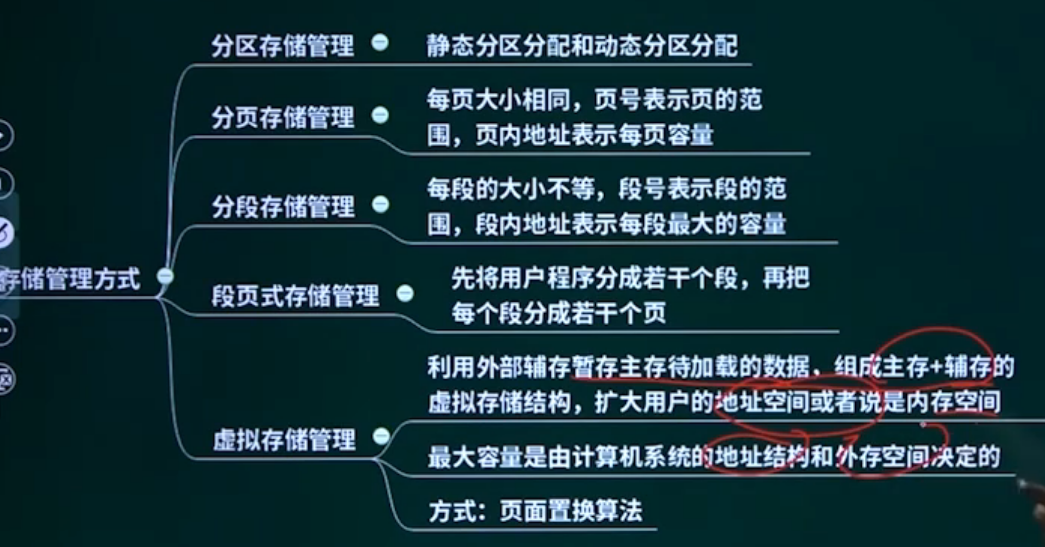 分区存储管理
静态分区分配和动态分区分配
分页存储管理
每页大小相同，页号表示页的范
围，页内地址表示每页容量
分段存储管理
每段的大小不等，段号表示段的范
围，段内地址表示每段最大的容量
存储管理方式
段页式存储管理
先将用户程序分成若干个段，再把
每个段分成若干个页
虚拟存储管理
利用外部辅存暂存主存待加载的数据、组成主存+辅存的
虚拟存储结构，扩大用户的地址空间或者说是内存空间
最大容量是由计算机系统的地址结构和外存空间决定的
方式：页面置换算法